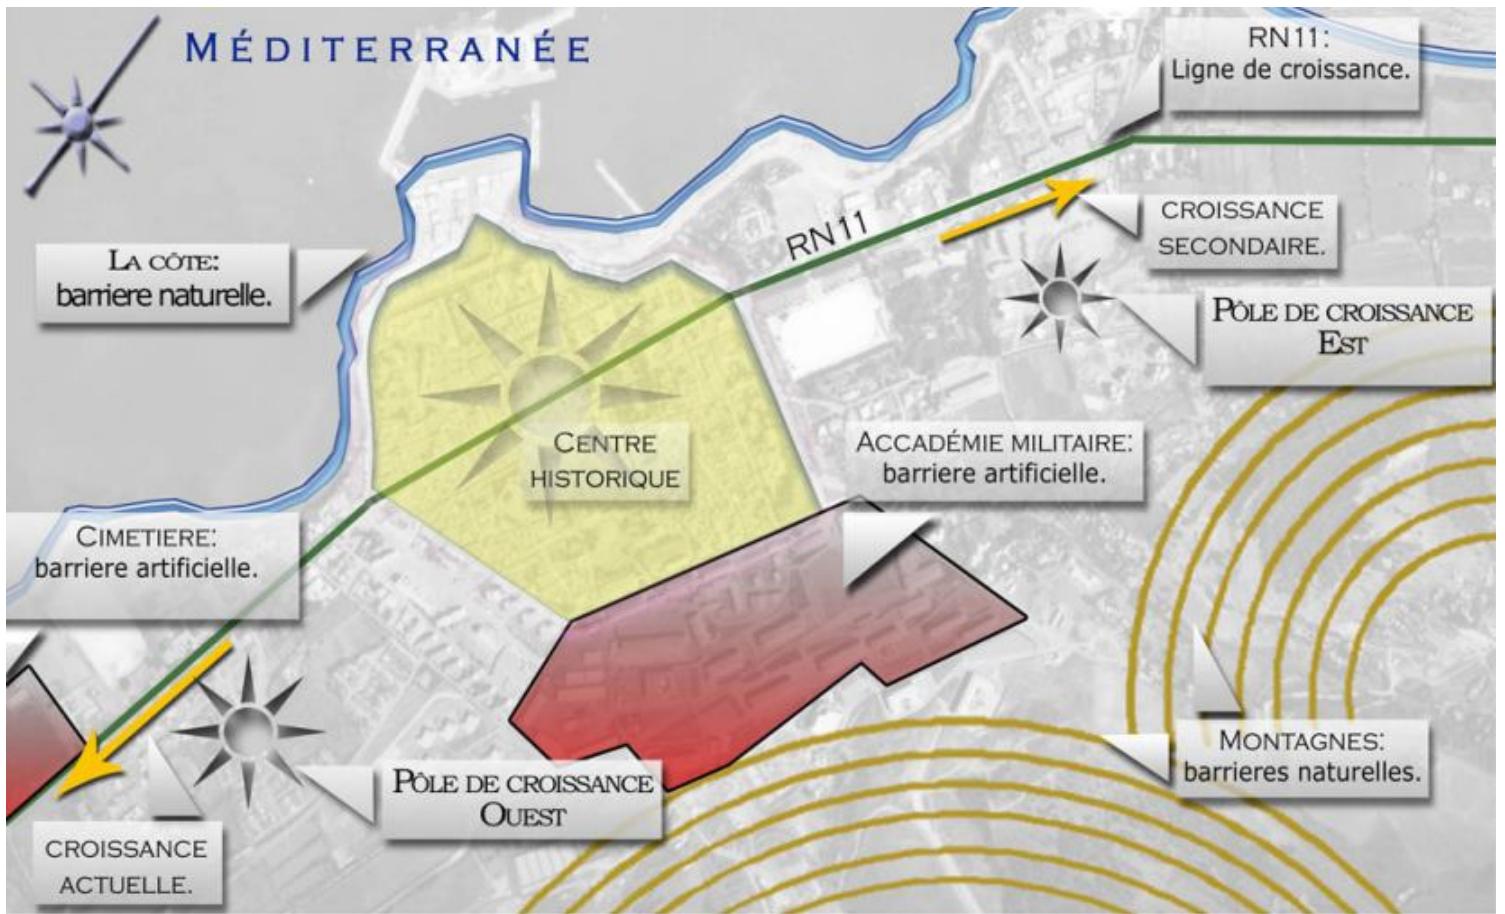 MÉDITERRANÉE
RN11:
Ligne de croissance.
CROISSANCE
SECONDAIRE.
RN11
LA CÔTE:
barriere naturelle.
PÔLE DE CROISSANCE
EST
CENTRE
HISTORIQUE
ACCADÉMIE MILITAIRE:
barriere artificielle.
CIMETIERE:
barriere artificielle.
MONTAGNES:
barrieres naturelles.
PÔLE DE CROISSANCE
OUEST
CROISSANCE
ACTUELLE.